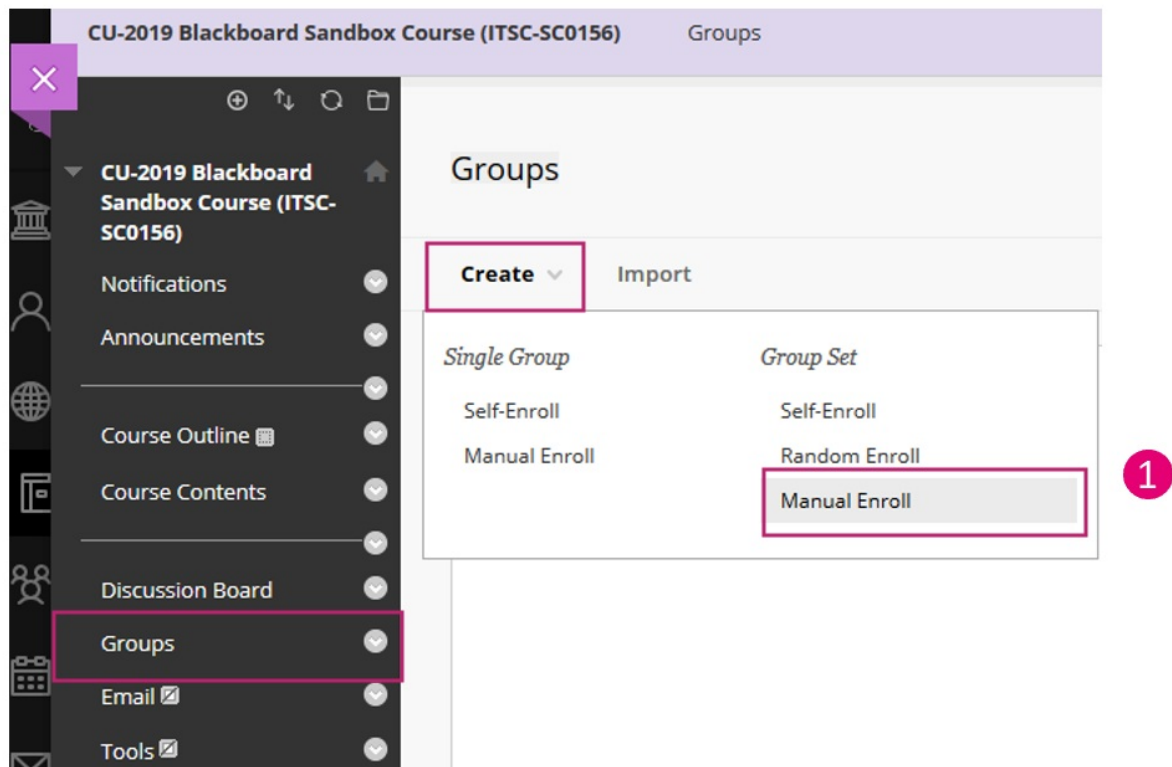 CU-2019 Blackboard Sandbox Course (ITSC-SC0156) Groups
CU-2019 Blackboard
Sandbox Course (ITSC-
SC0156)
Notifications
Announcements
Course Outline
Course Contents
Discussion Board
Groups
Email
Tools
Groups
Create Import
Single Group
Self-Enroll
Manual Enroll
Group Set
Self-Enroll
Random Enroll
Manual Enroll
1